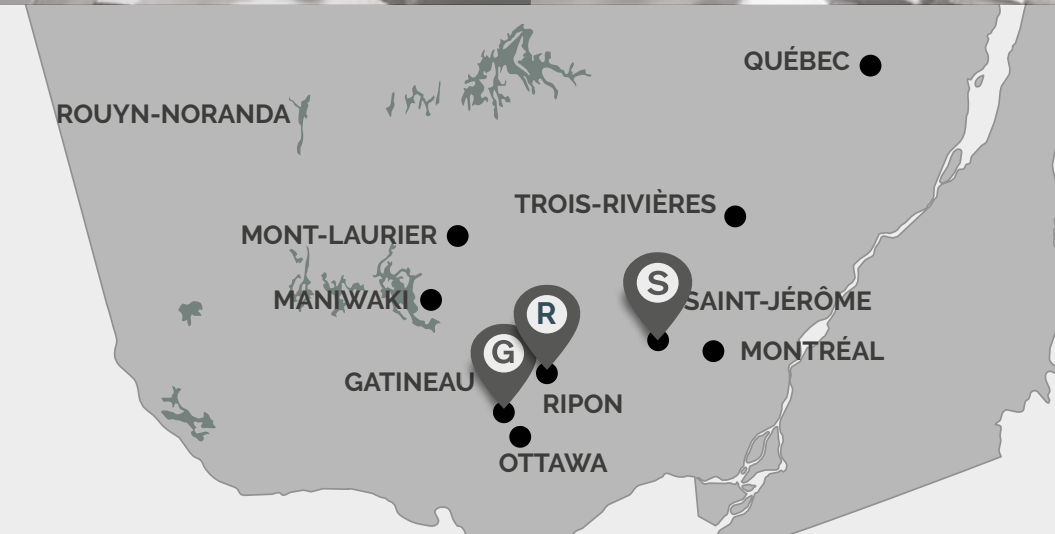 QUÉBEC
ROUYN-NORANDA
TROIS-RIVIÈRES
MONT-LAURIER
S
MANIWAKI
SAINT-JÉRÔME
R
G
MONTRÉAL
GATINEAU
RIPON
OTTAWA